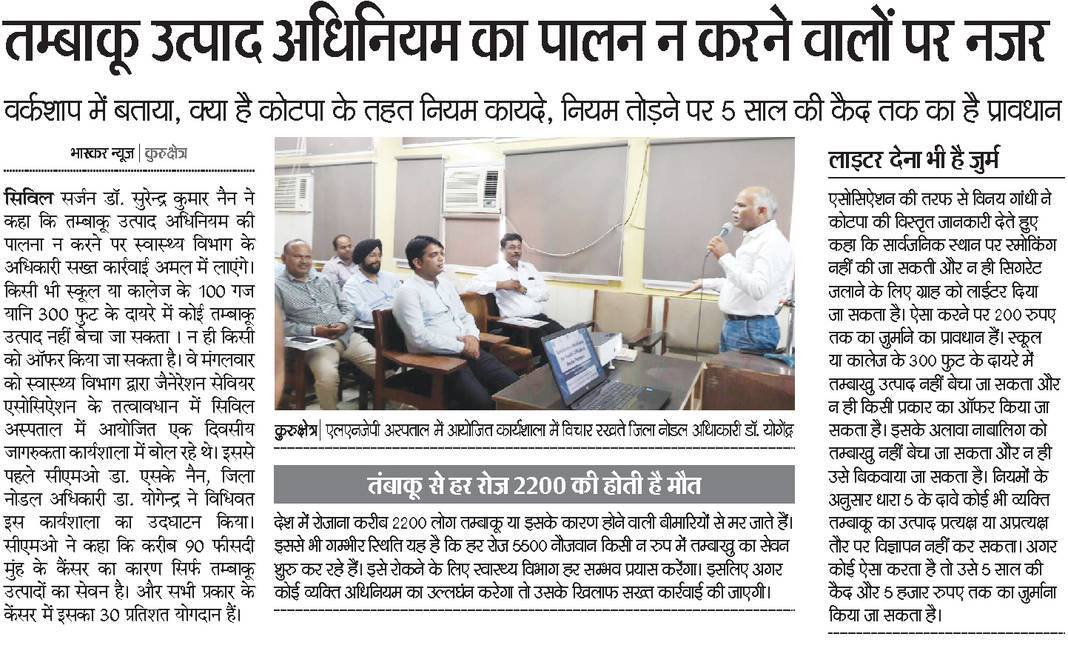 तम्बाकू उत्पाद अधिनियम का पालन न करने वालों पर नजर
वर्कशाप में बताया, क्या है कोटपा के तहत नियम कायदे, नियम तोड़ने पर 5 साल की कैद तक का है प्रावधान
भास्कर न्यूज | कुरुक्षेत्र
सिविल सर्जन डॉ. सुरेन्द्र कुमार नैन ने
कहा कि तम्बाकू उत्पाद अधिनियम की
पालना न करने पर स्वास्थ्य विभाग के
अधिकारी सख्त कार्रवाई अमल में लाएंगे।
किसी भी स्कूल या कालेज के 100 गज
यानि 300 फुट के दायरे में कोई तम्बाकू
उत्पाद नहीं बेचा जा सकता । न ही किसी
को ऑफर किया जा सकता है। वे मंगलवार
को स्वास्थ्य विभाग द्वारा जैनेरेशन सेवियर
एसोसिएशन के तत्वावधान में सिविल
अस्पताल में आयोजित एक दिवसीय
जागरुकता कार्यशाला में बोल रहे थे। इससे
पहले सीएमओ डा. एसके नैन, जिला
नोडल अधिकारी डा. योगेन्द्र ने विधिवत
इस कार्यशाला का उदघाटन किया।
सीएमओ ने कहा कि करीब 90 फीसदी
मुंह के कैंसर का कारण सिर्फ तम्बाकू
उत्पादों का सेवन है। और सभी प्रकार के
केंसर में इसका 30 प्रतिशत योगदान हैं।
कुरुक्षेत्र| एलएनजेपी अस्पताल में आयोजित कार्यशाला में विचार रखते जिला नोडल अधिकारी डॉ. योगेंद्र
तंबाकू से हर रोज 2200 की होती है मौत
देश में रोजाना करीब 2200 लोग तम्बाकू या इसके कारण होने वाली बीमारियों से मर जाते हैं।
इससे भी गम्भीर स्थिति यह है कि हर रोज 5500 नौजवान किसी न रुप में तम्बाखु का सेवन
शुरु कर रहे हैं। इसे रोकने के लिए स्वास्थ्य विभाग हर सम्भव प्रयास करेंगा। इसलिए अगर
कोई व्यक्ति अधिनियम का उल्लघंन करेगा तो उसके खिलाफ सख्त कार्रवाई की जाएगी।
लाइटर देना भी है जुर्म
एसोसिऐशन की तरफ से विनय गांधी ने
कोटपा की विस्तृत जानकारी देते हुए
कहा कि सार्वजनिक स्थान पर स्मोकिंग
नहीं की जा सकती और न ही सिगरेट
जलाने के लिए ग्राह को लाईटर दिया
जा सकता है। ऐसा करने पर 200 रुपए
तक का जुर्माने का प्रावधान हैं। स्कूल
या कालेज के 300 फुट के दायरे में
तम्बाखु उत्पाद नहीं बेचा जा सकता और
न ही किसी प्रकार का ऑफर किया जा
सकता है। इसके अलावा नाबालिग को
तम्बाखु नहीं बेचा जा सकता और न ही
उसे बिकवाया जा सकता है। नियमों के
अनुसार धारा 5 के दावे कोई भी व्यक्ति
तम्बाकू का उत्पाद प्रत्यक्ष या अप्रत्यक्ष
तौर पर विज्ञापन नहीं कर सकता। अगर
कोई ऐसा करता है तो उसे 5 साल की
कैद और 5 हजार रुपए तक का जुर्माना
किया जा सकता है।